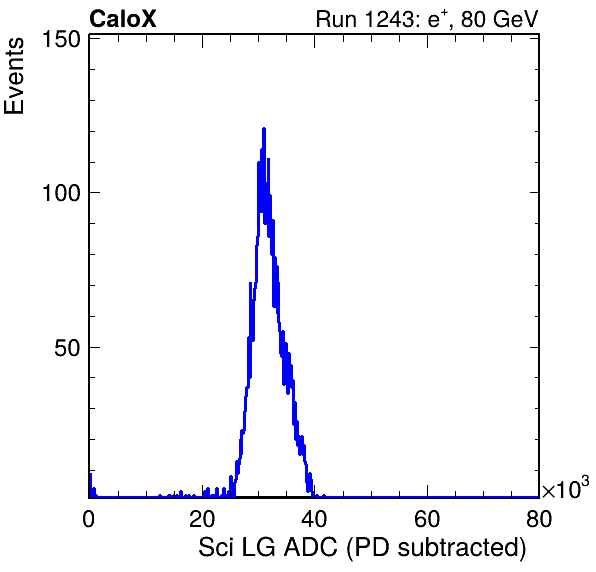 CaloX Run 1243: e⁺, 80 GeV
Events
150
100
50
0 20 40 60 80
×10³
Sci LG ADC (PD subtracted)